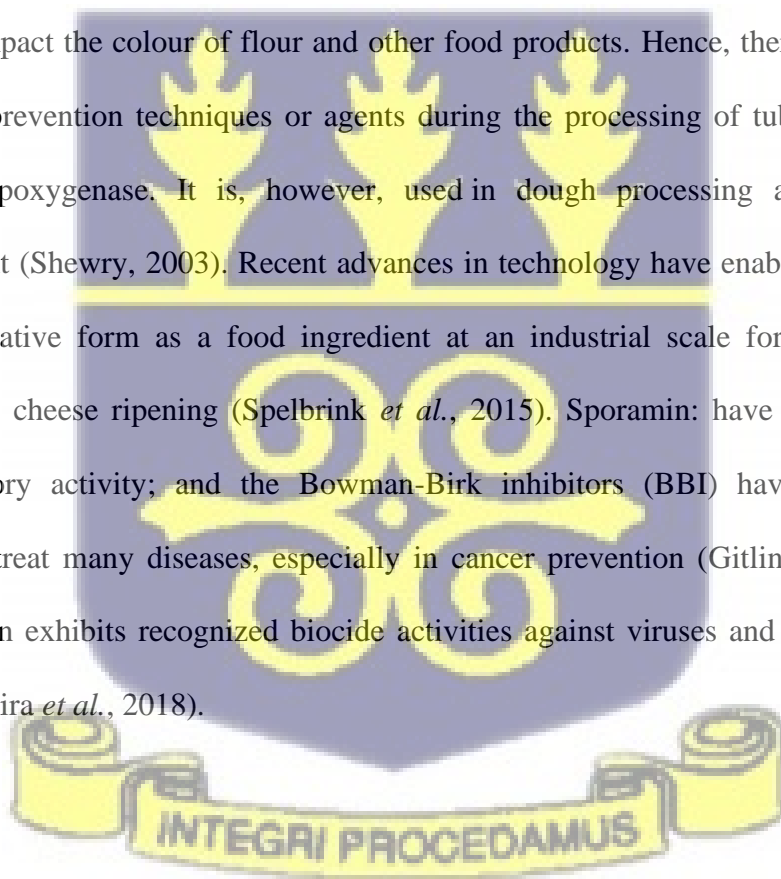 pact the colour of flour and other food products. Hence, ther
prevention techniques or agents during the processing of tub
poxygenase. It is, however, used in dough processing a
t (Shewry, 2003). Recent advances in technology have enab
ative form as a food ingredient at an industrial scale for
cheese ripening (Spelbrink et al., 2015). Sporamin: have
ory activity; and the Bowman-Birk inhibitors (BBI) hav
treat many diseases, especially in cancer prevention (Gitlin
n exhibits recognized biocide activities against viruses and
ira et al., 2018).
INTEGRI PROCEDAMUS